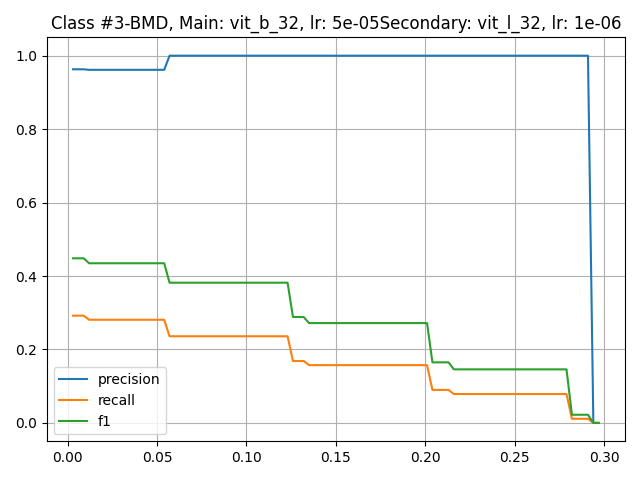 Class #3-BMD, Main: vit_b_32, lr: 5e-05Secondary: vit_l_32, lr: 1e-06
1.0
0.8
0.6
0.4
0.2
0.0
precision
recall
f1
0.00 0.05 0.10 0.15 0.20 0.25 0.30